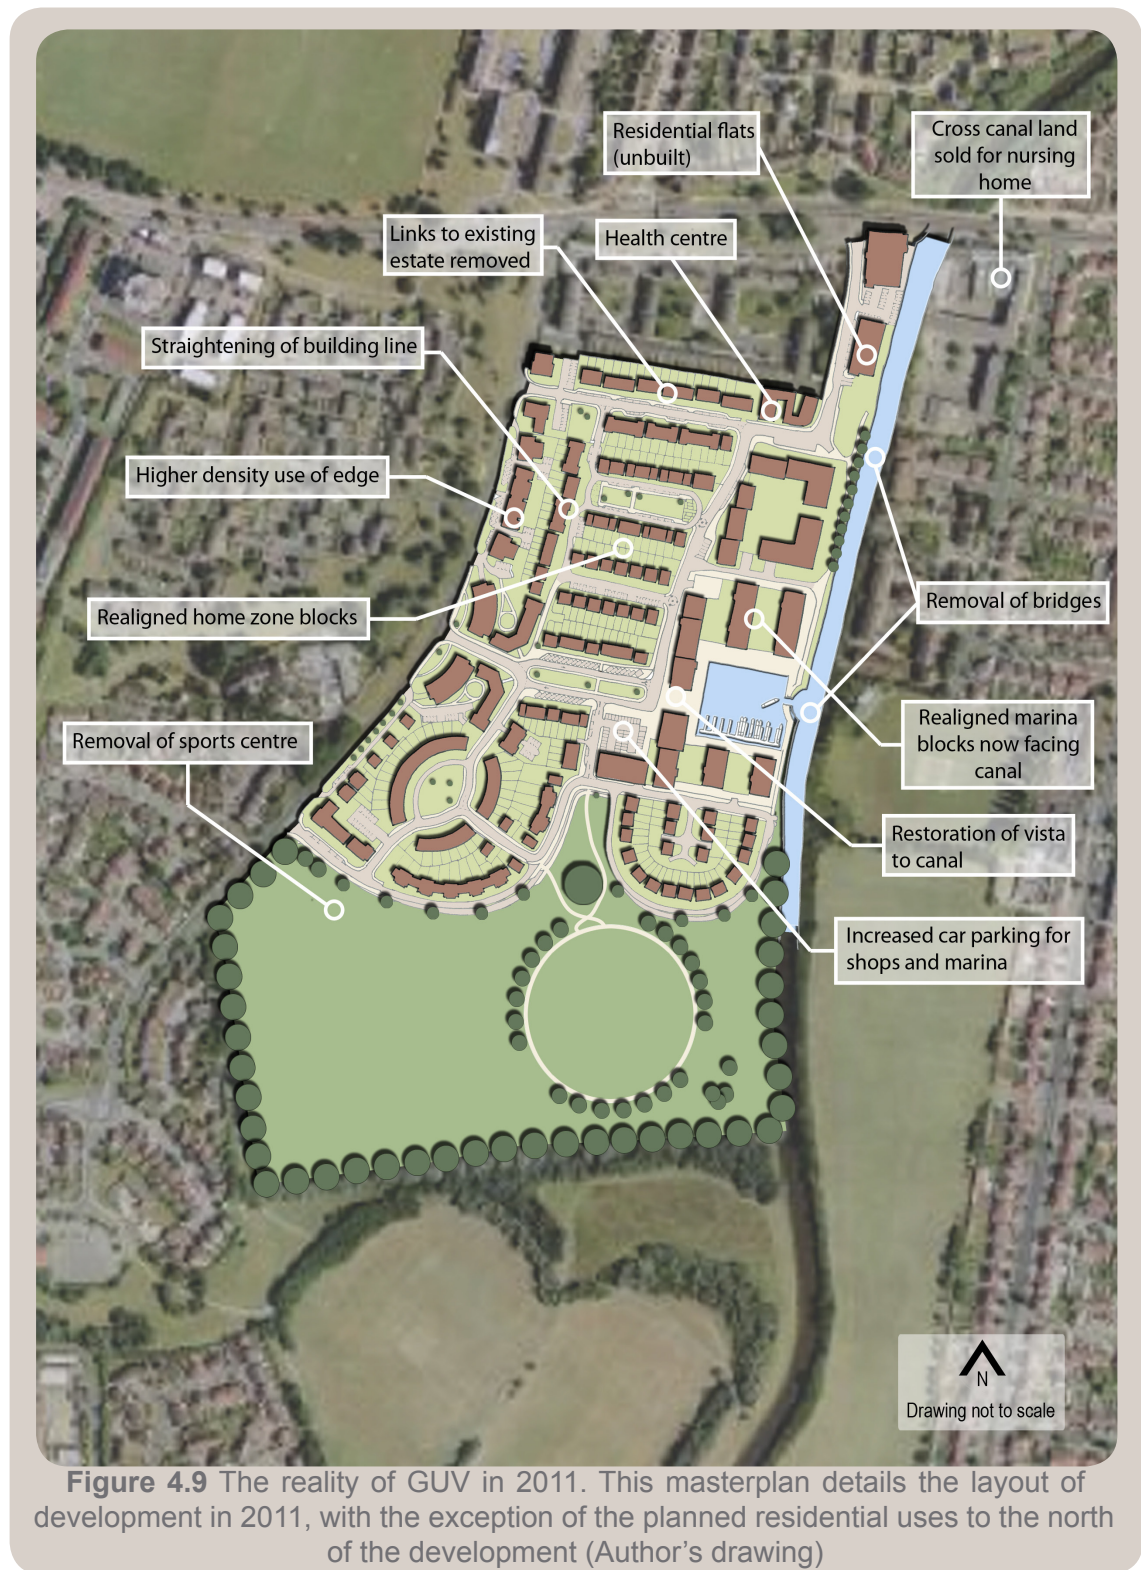 Residential flats
(unbuilt)
Cross canal land
sold for nursing
home
Links to existing
estate removed
Health centre
Straightening of building line
Higher density use of edge
Realigned home zone blocks
Removal of bridges
Removal of sports centre
Realigned marina
blocks now facing
canal
Restoration of vista
to canal
Increased car parking for
shops and marina
N
Drawing not to scale
Figure 4.9 The reality of GUV in 2011. This masterplan details the layout of
development in 2011, with the exception of the planned residential uses to the north
of the development (Author's drawing)